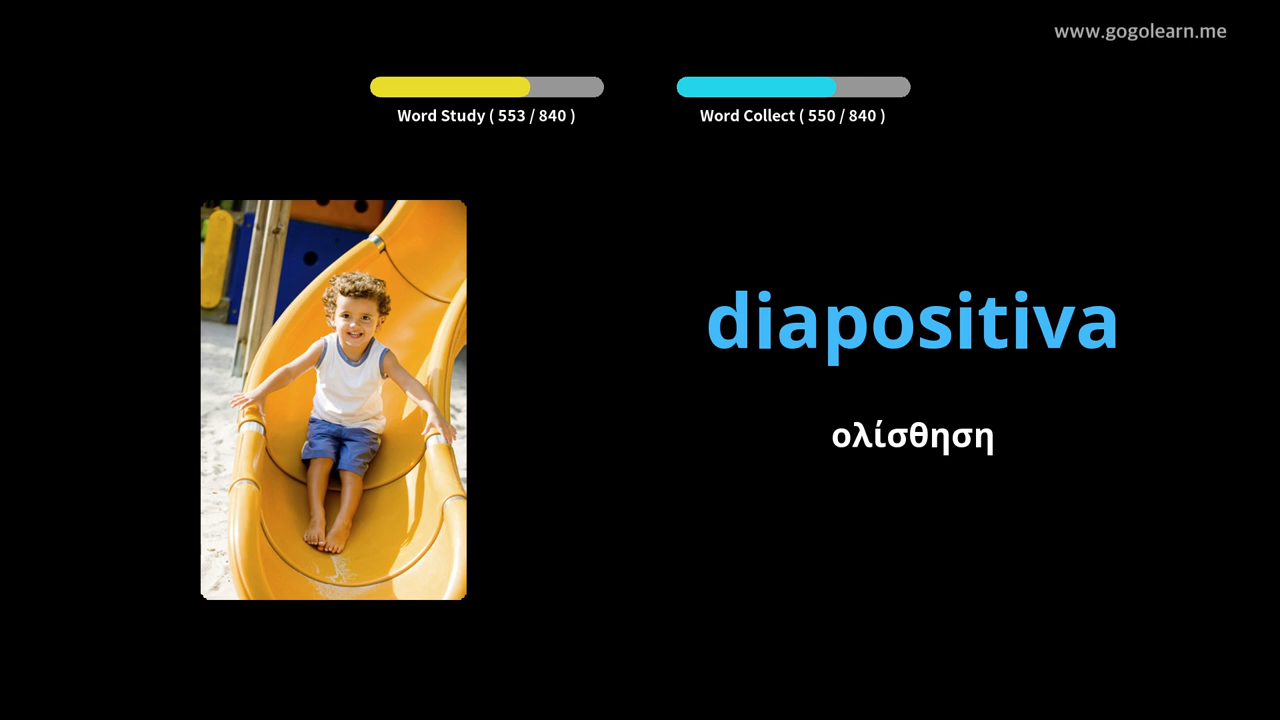 www.gogolearn.me
Word Study ( 553 / 840 )
Word Collect ( 550 / 840 )
diapositiva
ολίσθηση